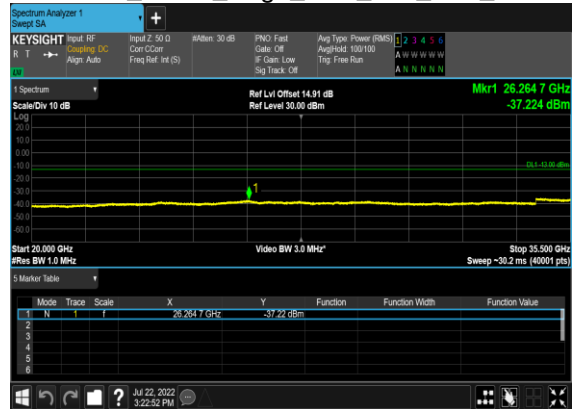 Spectrum Analyzer 1
Swept SA
+
KEYSIGHT
R T
Input: RF
Coupling: DC
Align: Auto
Input Z: 50 Ω
Corr CCorr
Freq Ref: Int (S)
#Atten: 30 dB
PNO: Fast
Gate: Off
IF Gain: Low
Sig Track: Off
Avg Type: Power (RMS)
Avg|Hold: 100/100
Trig: Free Run
1 2 3 4 5 6
A W W W W W
A N N N N N
1 Spectrum
Scale/Div 10 dB
Ref Lvl Offset 14.91 dB
Ref Level 30.00 dBm
Mkr1 26.264 7 GHz
-37.224 dBm
Log
20.0
10.0
0.00
-10.0
-20.0
-30.0
-40.0
-50.0
-60.0
DL1 -13.00 dBm
1
Start 20.000 GHz
#Res BW 1.0 MHz
Video BW 3.0 MHz*
Stop 35.500 GHz
Sweep ~30.2 ms (40001 pts)
5 Marker Table
Mode Trace Scale X Y Function Function Width Function Value
1 N 1 f 26.264 7 GHz -37.22 dBm
2
3
4
5
6
?
Jul 22, 2022
3:22:52 PM